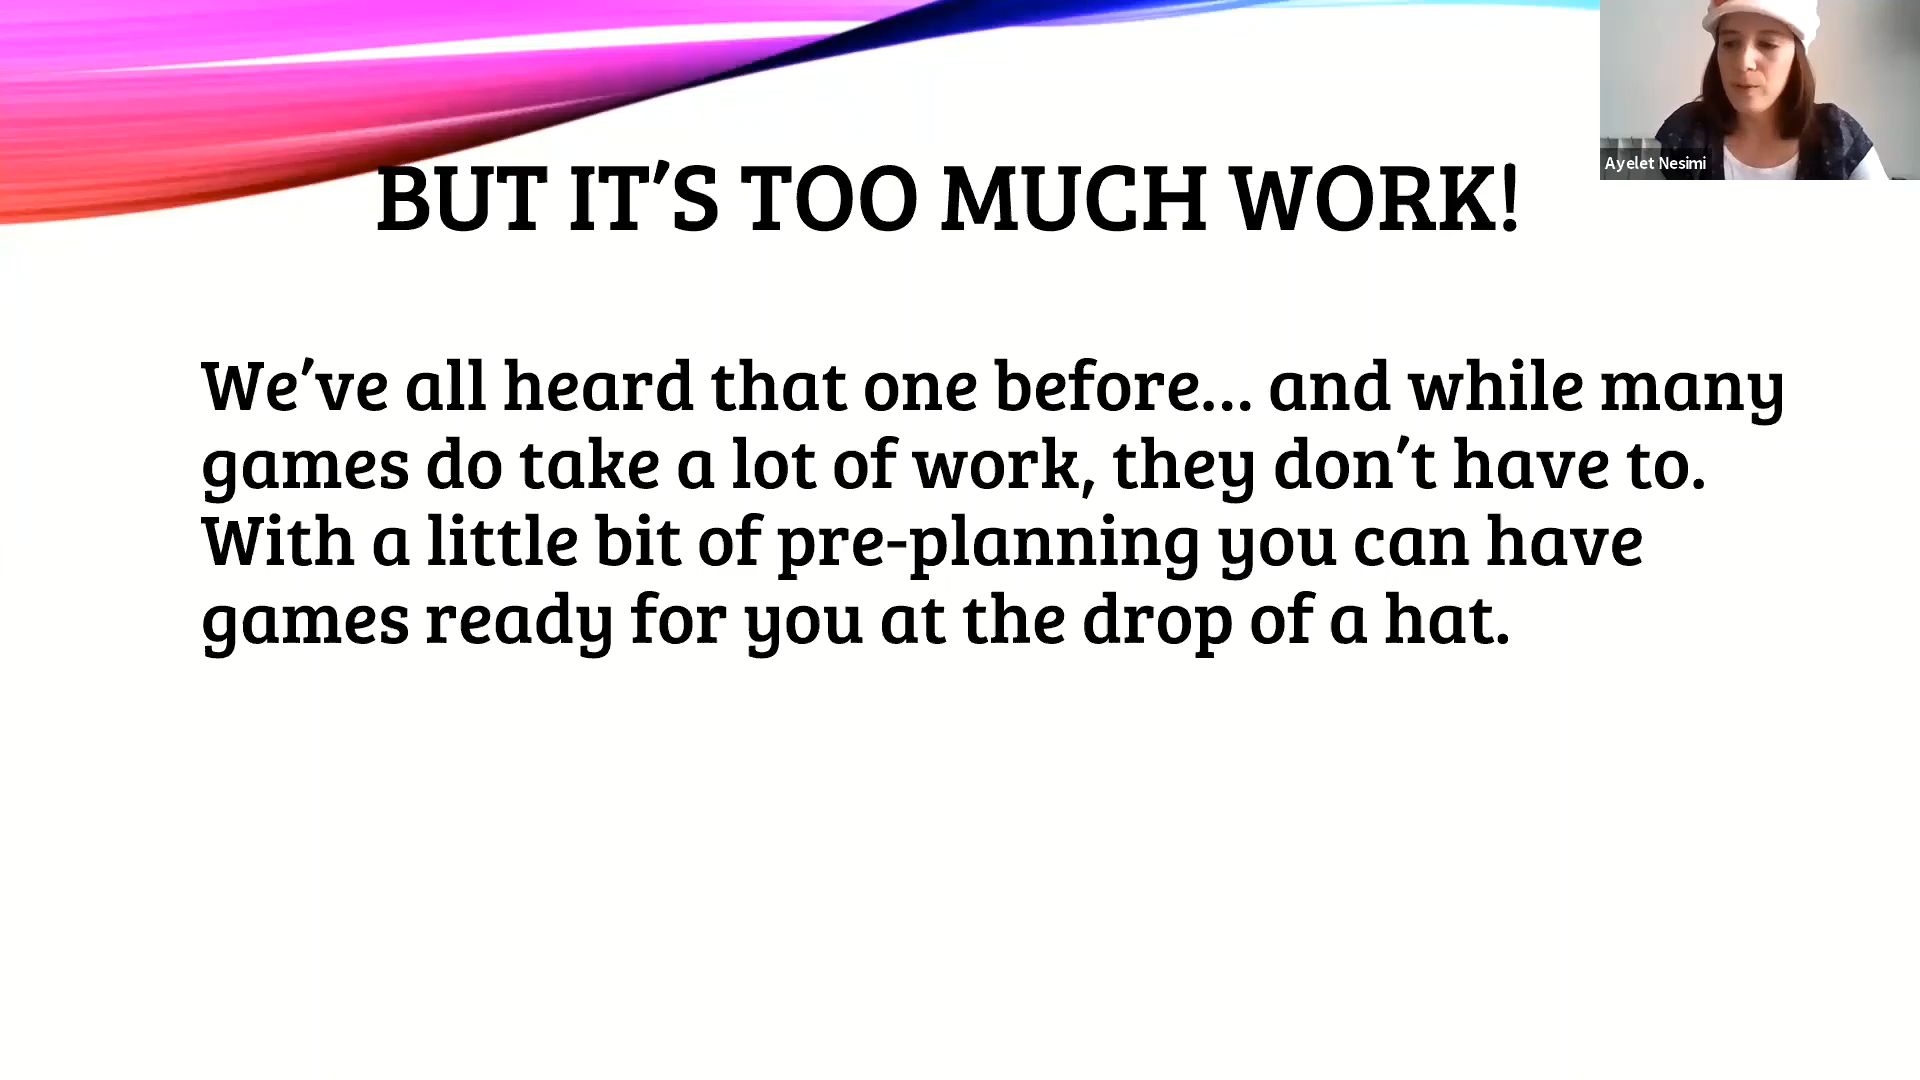 BUT IT’S TOO MUCH WORK!
We’ve all heard that one before… and while many
games do take a lot of work, they don’t have to.
With a little bit of pre-planning you can have
games ready for you at the drop of a hat.
Ayelet Nesimi